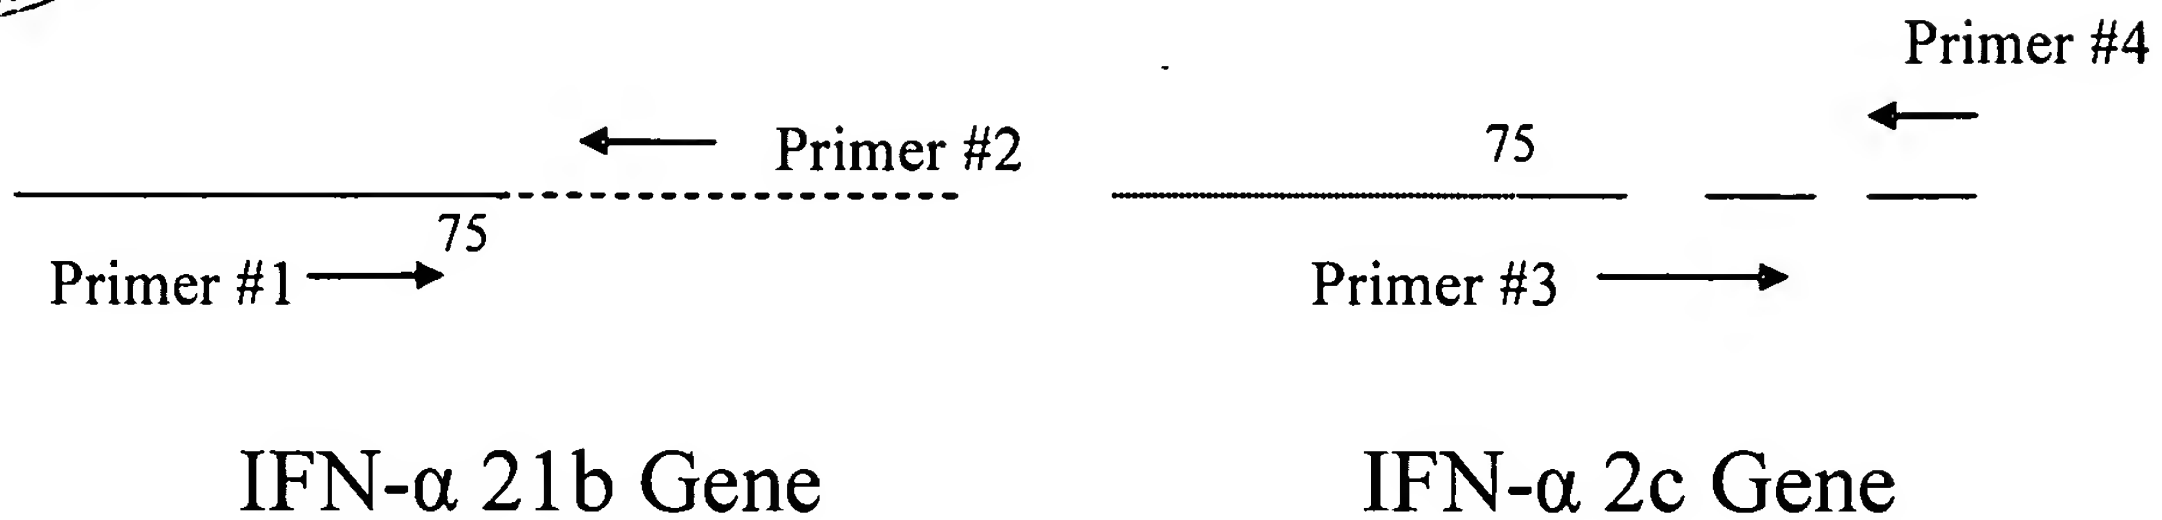 Primer #4
75
Primer #2
75
Primer #1
Primer #3
IFN-α 21b Gene
IFN-α 2c Gene